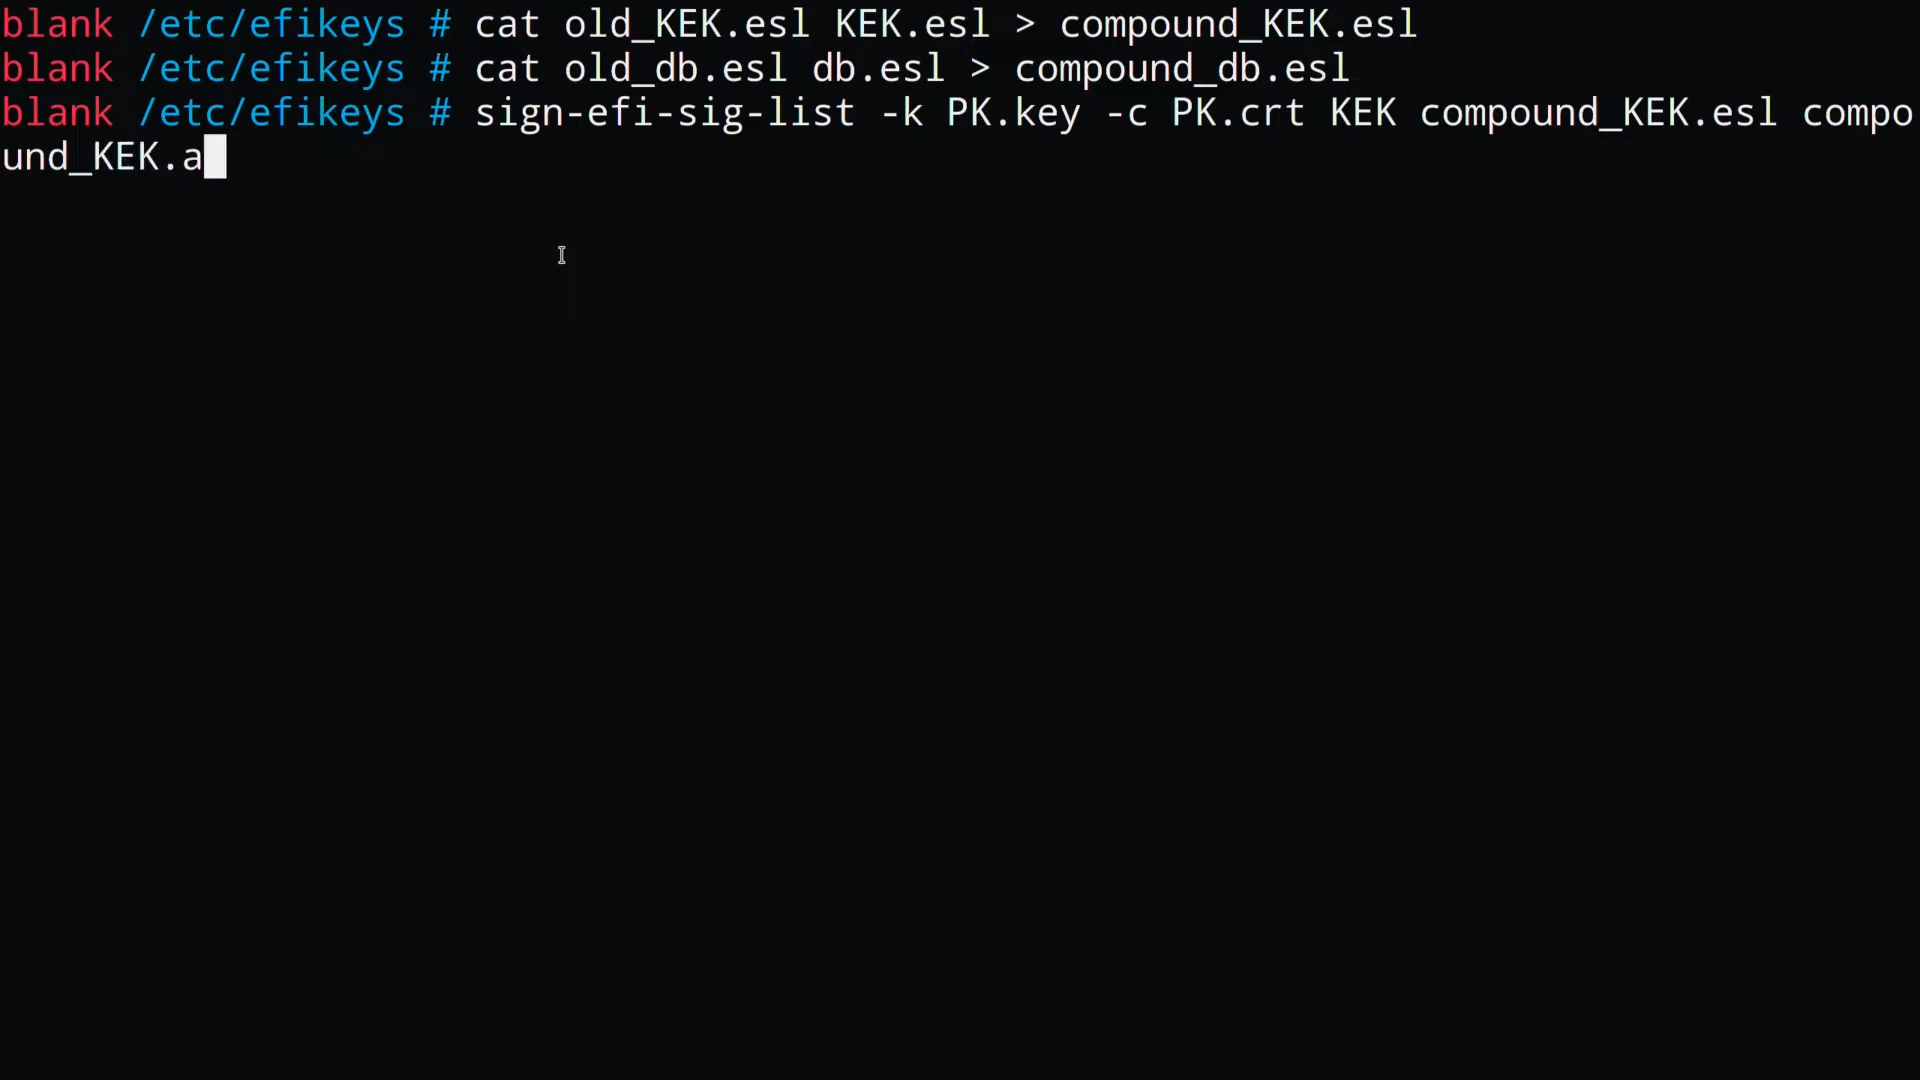 blank /etc/efikeys # cat old_KEK.esl KEK.esl > compound_KEK.esl
blank /etc/efikeys # cat old_db.esl db.esl > compound_db.esl
blank /etc/efikeys # sign-efi-sig-list -k PK.key -c PK.crt KEK compound_KEK.esl compo
und_KEK.a